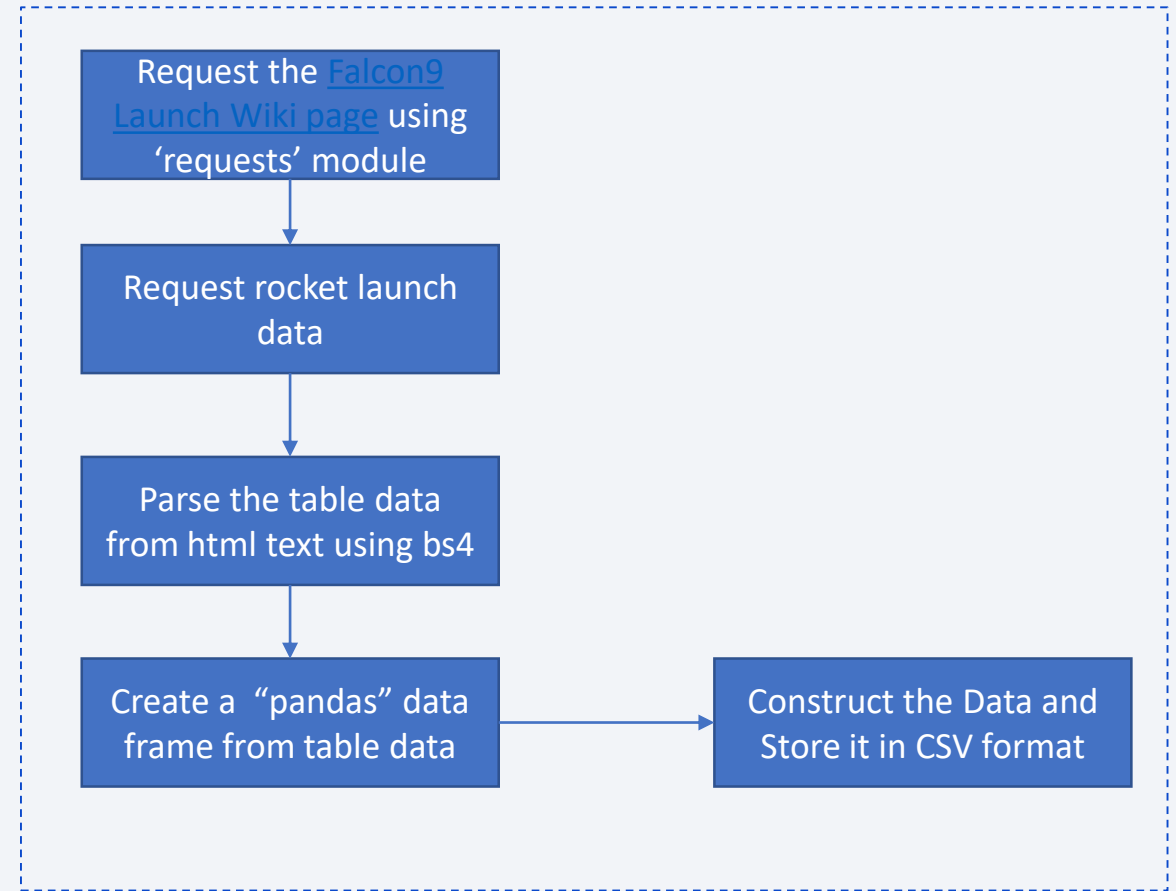 Request the Falcon9
Launch Wiki page using
‘requests’ module
Request rocket launch
data
Parse the table data
from html text using bs4
Create a  “pandas” data
frame from table data
Construct the Data and
Store it in CSV format